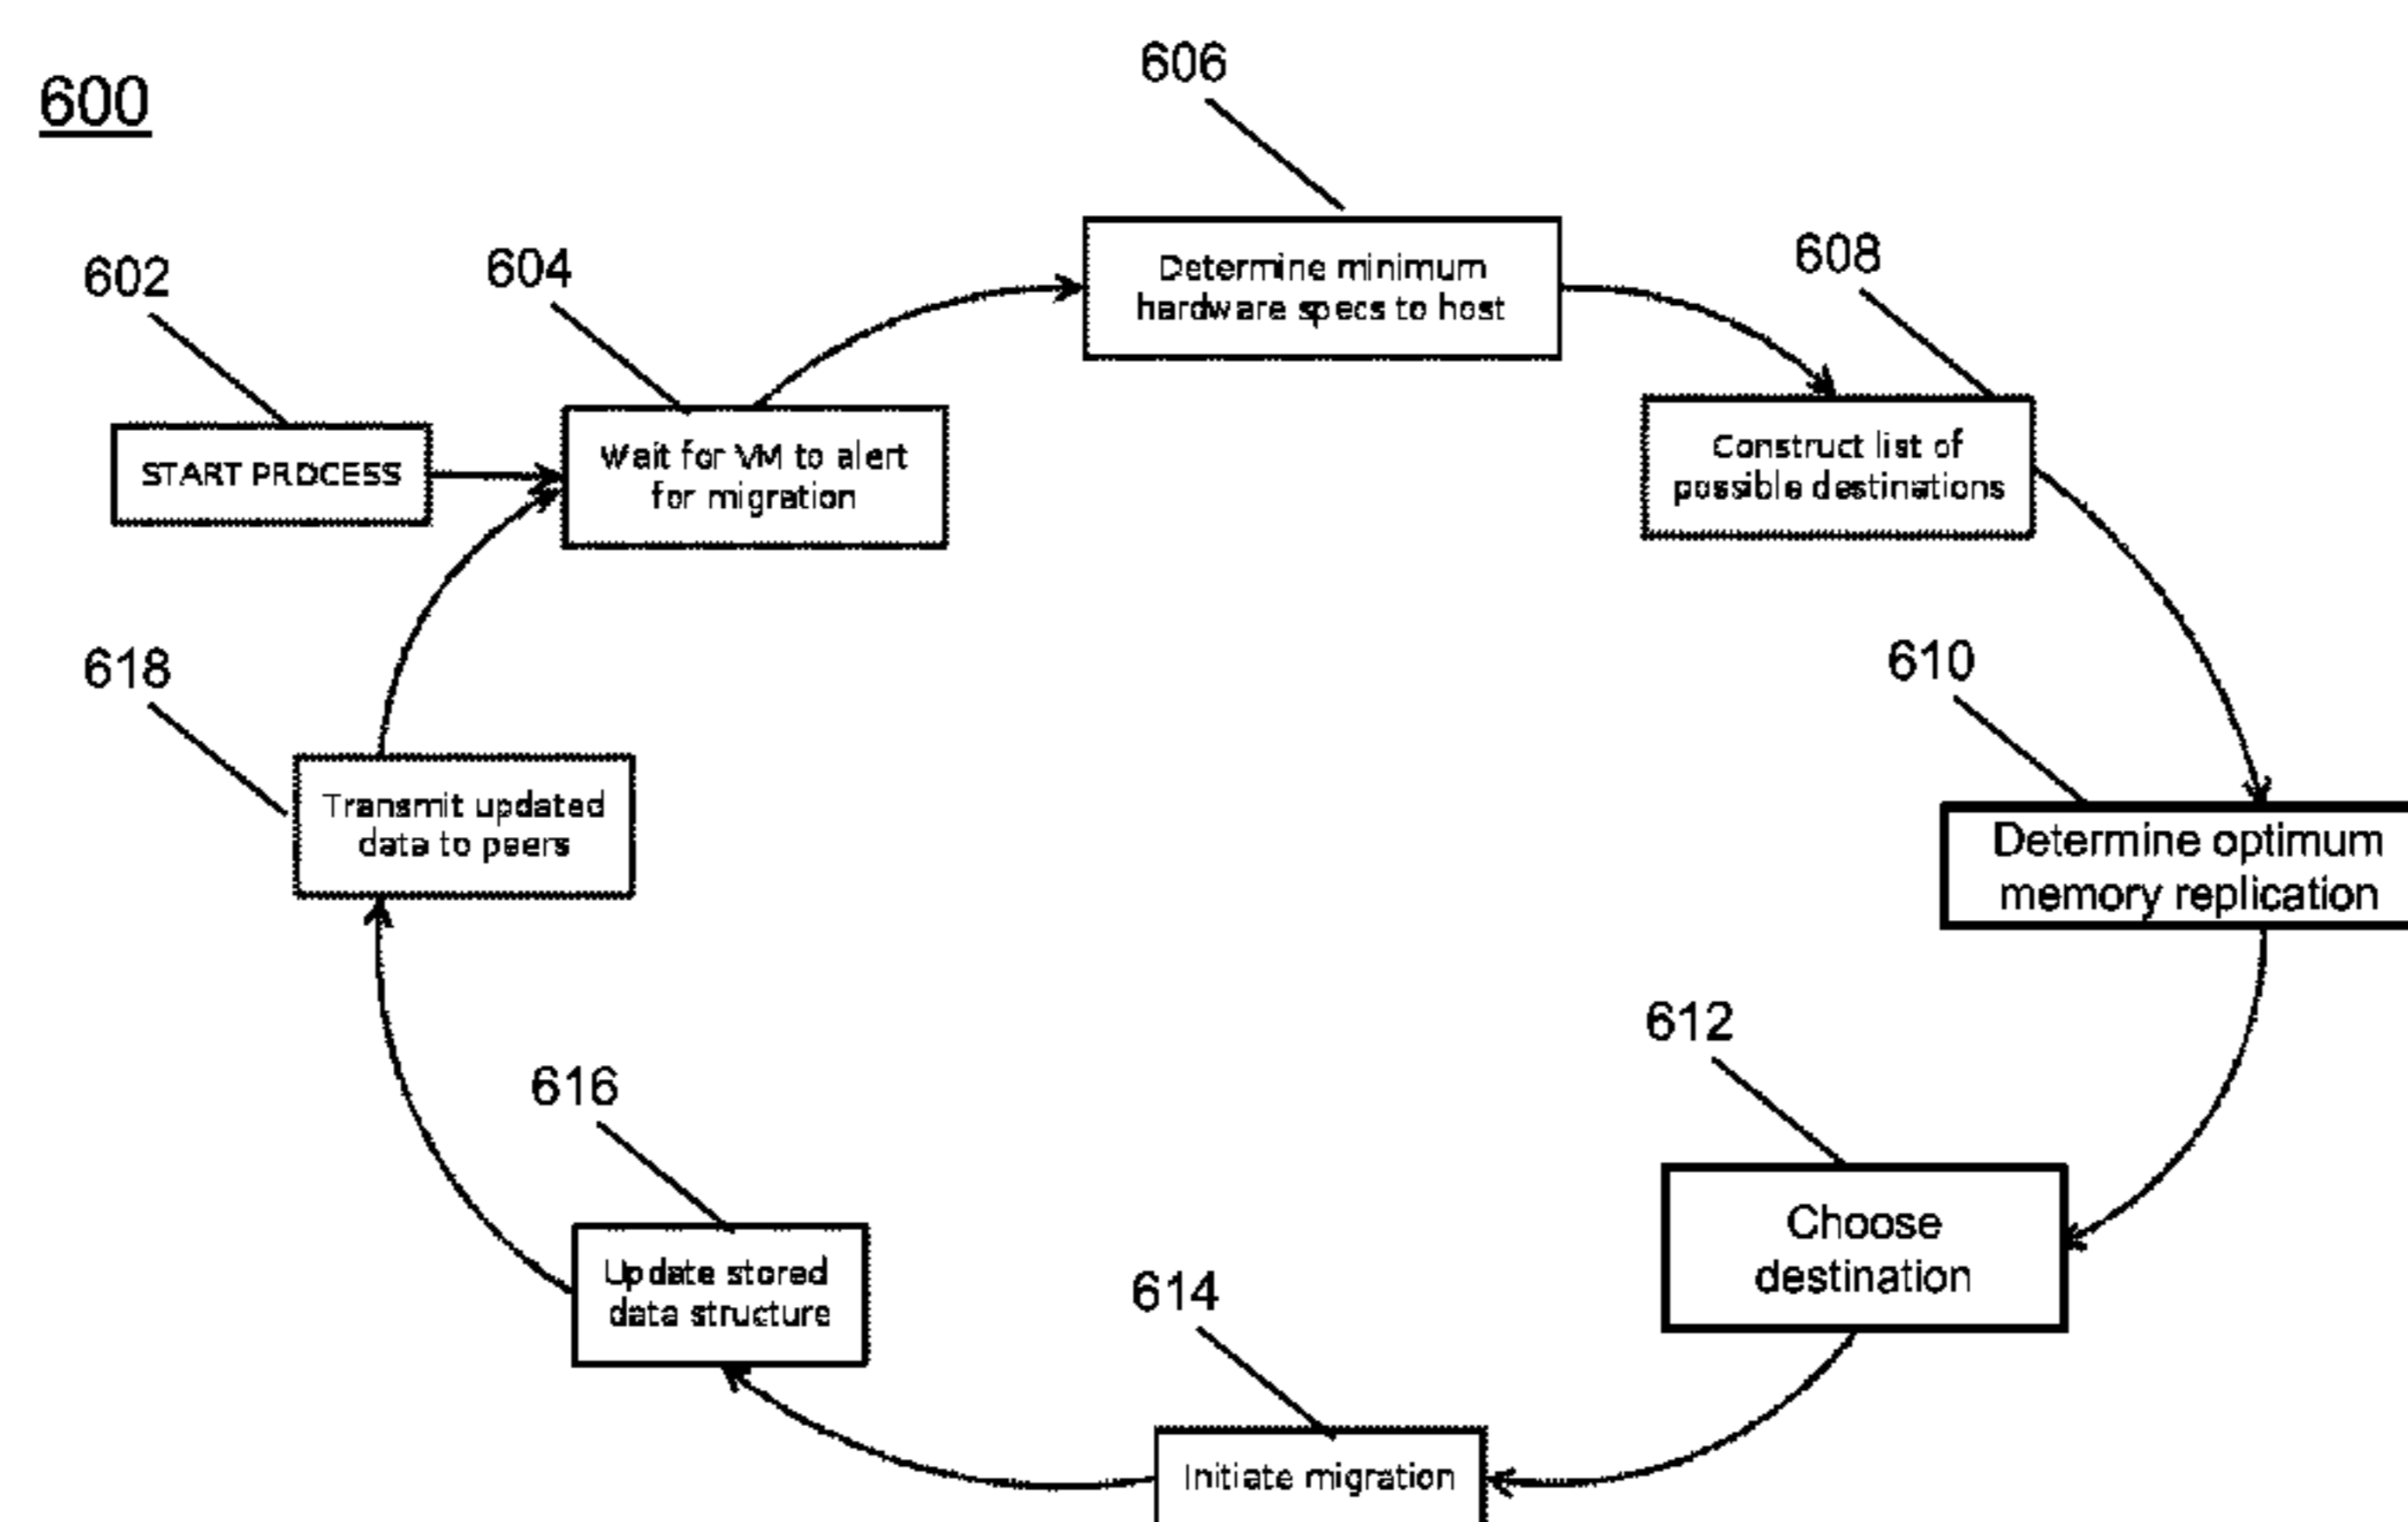 600
602
START PROCESS
604
Wait for VM to alert
for migration
606
Determine minimum
hardware specs to host
608
Construct list of
possible destinations
610
Determine optimum
memory replication
612
Choose
destination
614
Initiate migration
616
Update stored
data structure
618
Transmit updated
data to peers